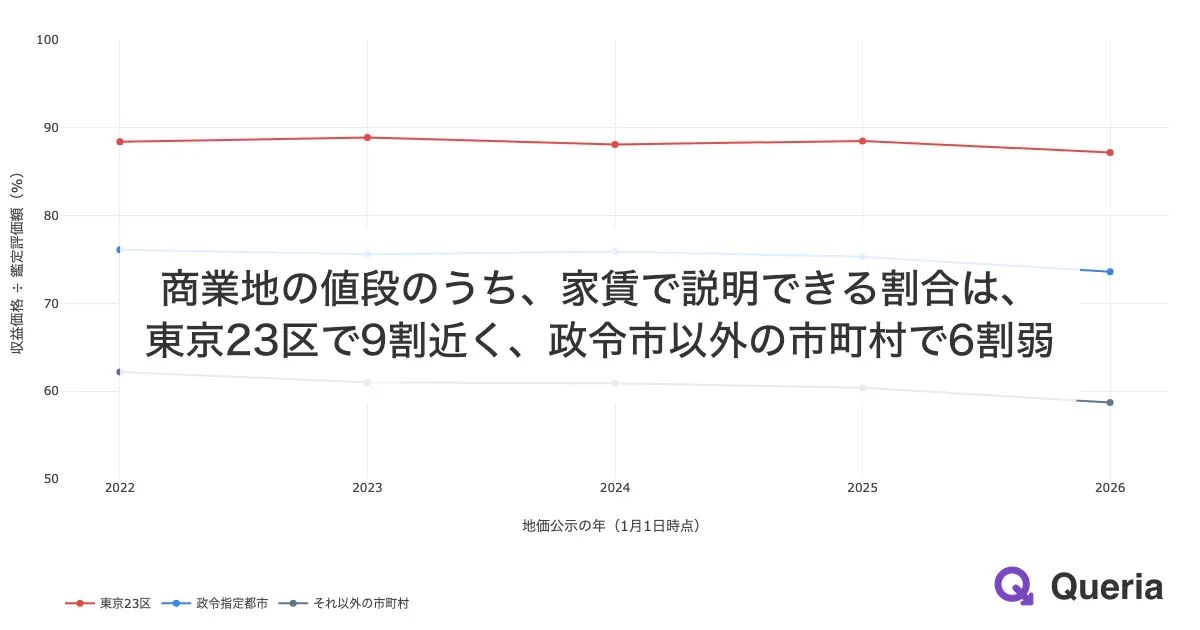 100
90
80
70
60
50
収益価格 ÷ 鑑定評価額（%）
商業地の値段のうち、家賃で説明できる割合は、
東京23区で9割近く、政令市以外の市町村で6割弱
2022 2023 2024 2025 2026
地価公示の年（1月1日時点）
東京23区 政令指定都市 それ以外の市町村
Queria